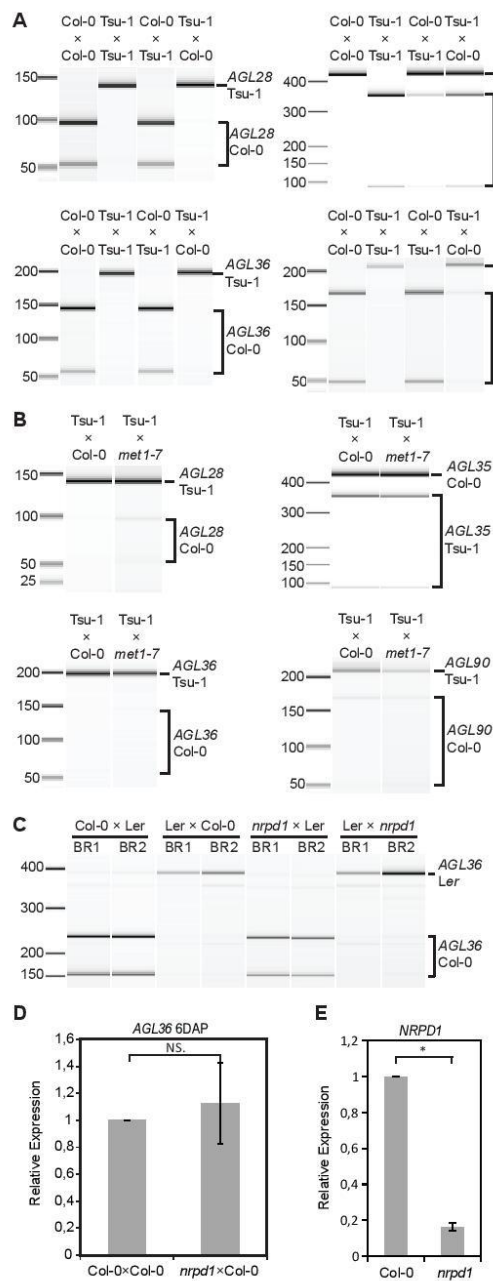 A
Col-0 Tsu-1 Col-0 Tsu-1
× × × ×
Col-0 Tsu-1 Tsu-1 Col-0
150
100
50
AGL28
Tsu-1
AGL28
Col-0
Col-0 Tsu-1 Col-0 Tsu-1
× × × ×
Col-0 Tsu-1 Tsu-1 Col-0
400
300
200
150
100
Col-0 Tsu-1 Col-0 Tsu-1
× × × ×
Col-0 Tsu-1 Tsu-1 Col-0
200
150
100
50
AGL36
Tsu-1
AGL36
Col-0
Col-0 Tsu-1 Col-0 Tsu-1
× × × ×
Col-0 Tsu-1 Tsu-1 Col-0
200
150
100
50
B
Tsu-1 Tsu-1
× ×
Col-0 met1-7
150
100
50
25
AGL28
Tsu-1
AGL28
Col-0
Tsu-1 Tsu-1
× ×
Col-0 met1-7
400
300
200
150
100
AGL35
Col-0
AGL35
Tsu-1
Tsu-1 Tsu-1
× ×
Col-0 met1-7
200
150
100
50
AGL36
Tsu-1
AGL36
Col-0
Tsu-1 Tsu-1
× ×
Col-0 met1-7
200
150
100
50
AGL90
Tsu-1
AGL90
Col-0
C
Col-0 × Ler Ler × Col-0 nrpd1 × Ler Ler × nrpd1
BR1 BR2 BR1 BR2 BR1 BR2 BR1 BR2
400
300
200
150
AGL36
Ler
AGL36
Col-0
D
AGL36 6DAP
NS.
1,6
1,4
1,2
1
0,8
0,6
0,4
0,2
0
Relative Expression
Col-0×Col-0 nrpd1×Col-0
E
NRPD1
*
1,2
1
0,8
0,6
0,4
0,2
0
Relative Expression
Col-0 nrpd1